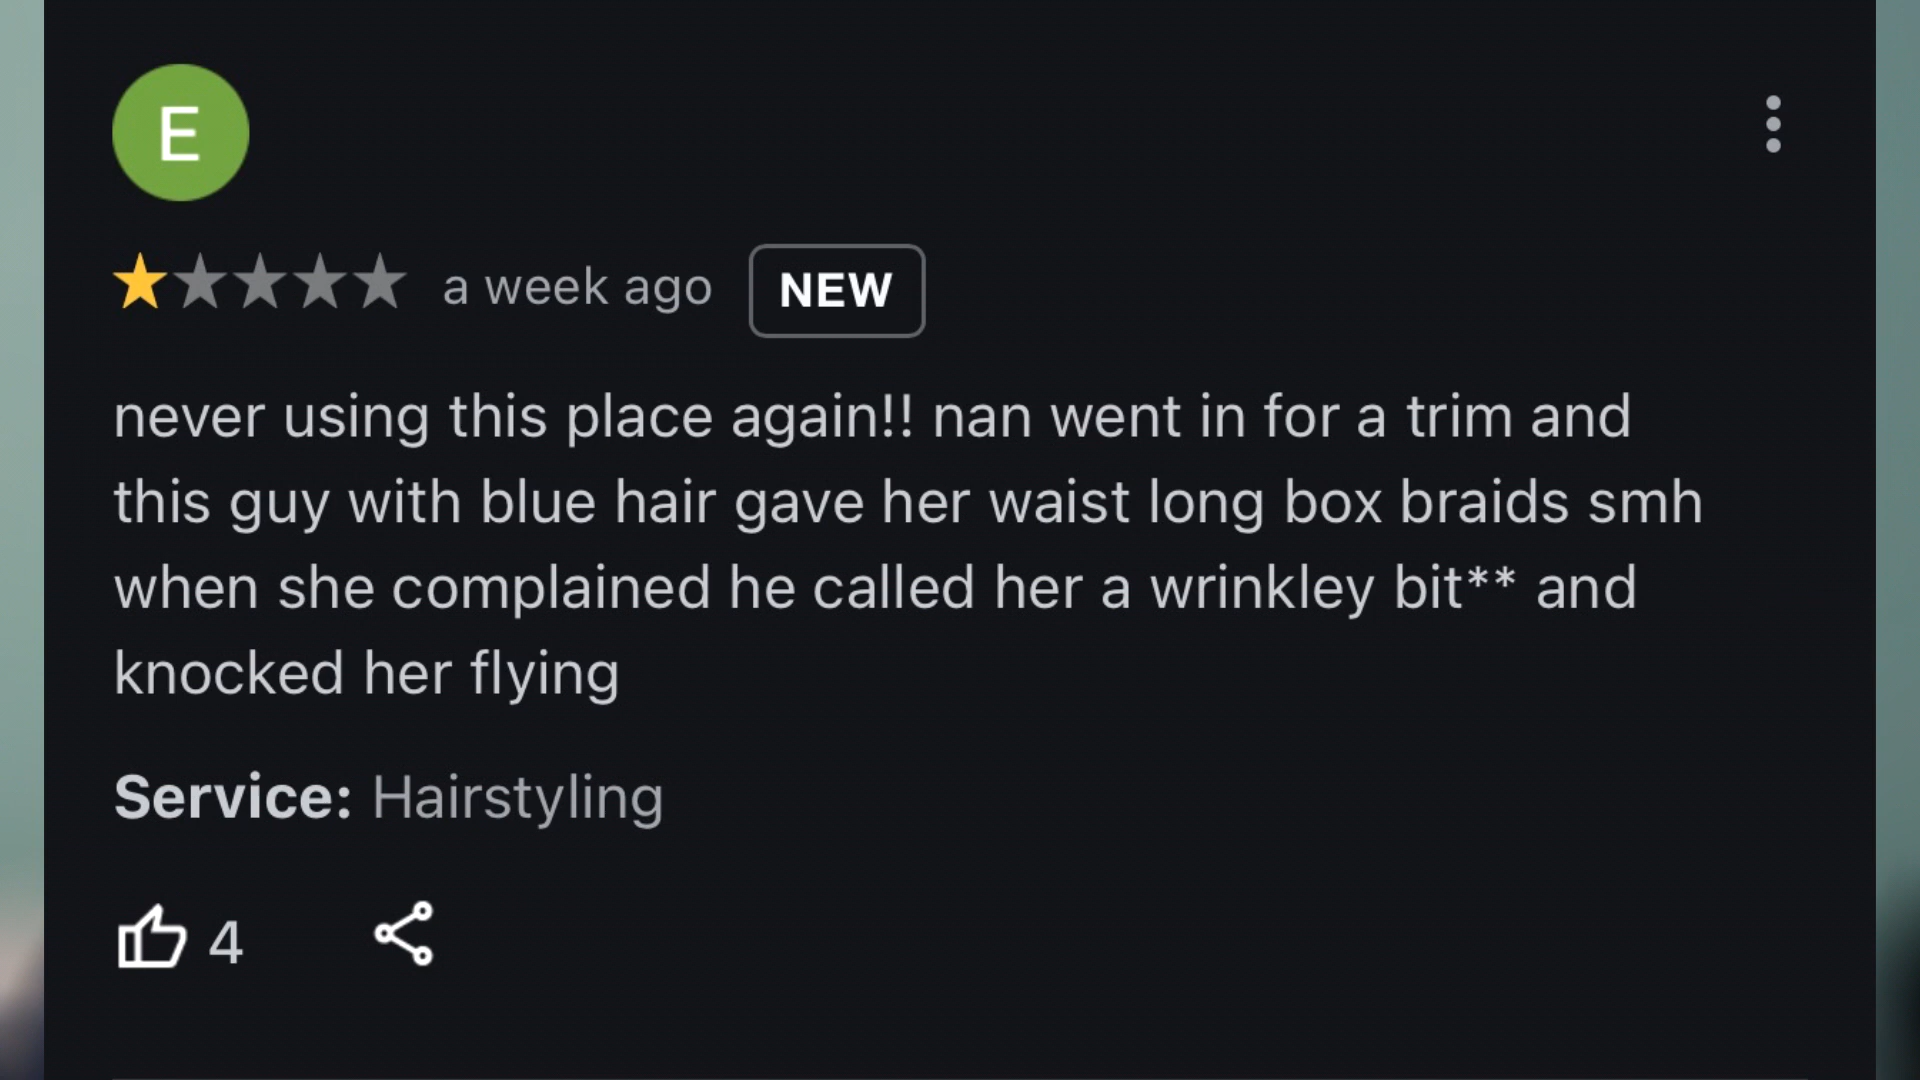 E
a week ago NEW
never using this place again!! nan went in for a trim and
this guy with blue hair gave her waist long box braids smh
when she complained he called her a wrinkley bit** and
knocked her flying
Service: Hairstyling
4